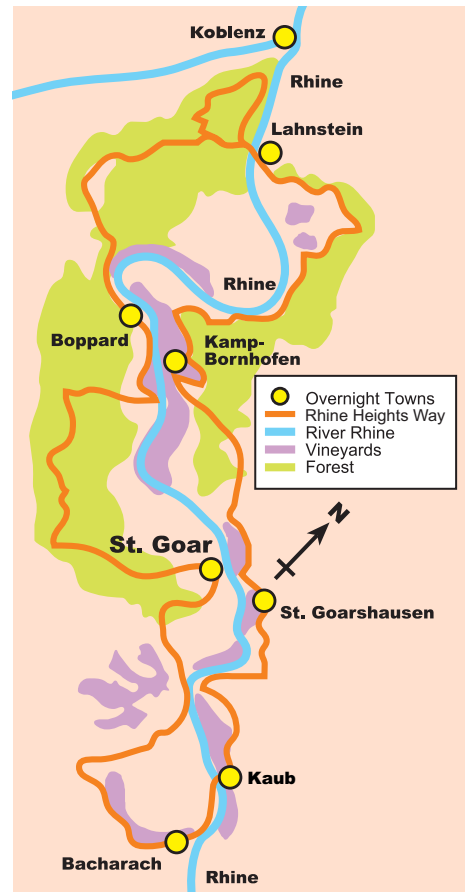 Koblenz
Rhine
Lahnstein
Rhine
Boppard
Kamp-
Bornhofen
Overnight Towns
Rhine Heights Way
River Rhine
Vineyards
Forest
N
St. Goar
St. Goarshausen
Kaub
Bacharach
Rhine